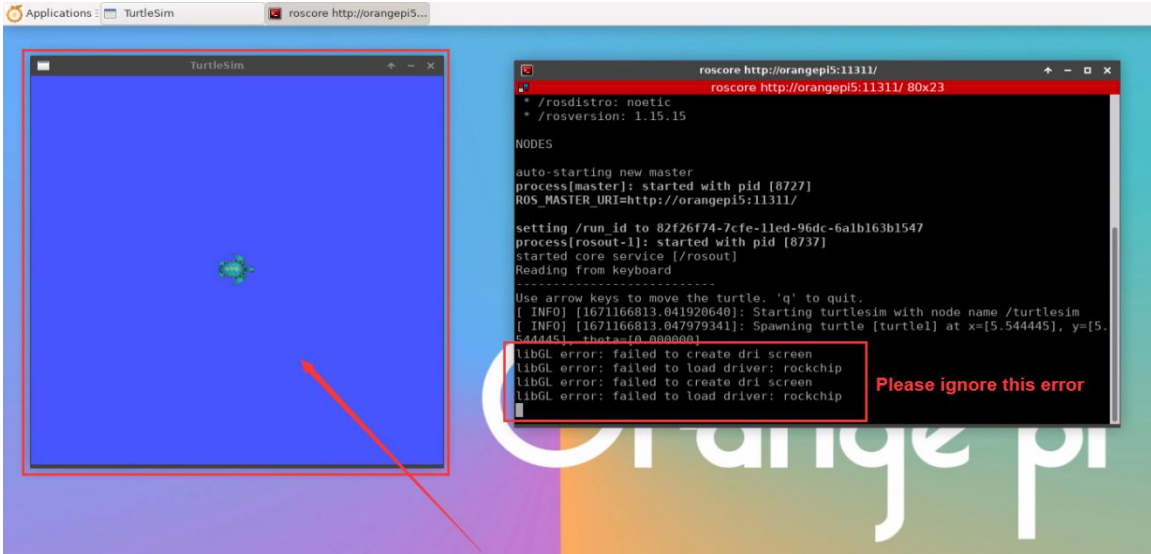 Applications
TurtleSim
roscore http://orangepi5...
TurtleSim
roscore http://orangepi5:11311/
roscore http://orangepi5:11311/ 80x23
* /rosdistro: noetic
* /rosversion: 1.15.15
NODES
auto-starting new master
process[master]: started with pid [8727]
ROS_MASTER_URI=http://orangepi5:11311/
setting /run_id to 82f26f74-7cfe-11ed-96dc-6a1b163b1547
process[rosout-1]: started with pid [8737]
started core service [/rosout]
Reading from keyboard
---------------------------
Use arrow keys to move the turtle. 'q' to quit.
[ INFO] [1671166813.041920640]: Starting turtlesim with node name /turtlesim
[ INFO] [1671166813.047979341]: Spawning turtle [turtle1] at x=[5.544445], y=[5.
544445], theta=[0.000000]
libGL error: failed to create dri screen
libGL error: failed to load driver: rockchip
libGL error: failed to create dri screen
libGL error: failed to load driver: rockchip
Please ignore this error
Orange pi